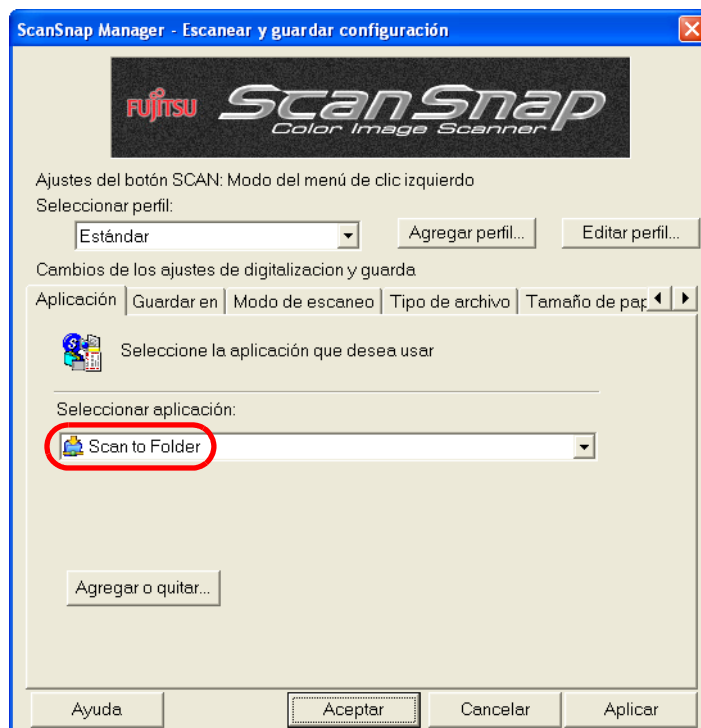 ScanSnap Manager - Escanear y guardar configuración
FUJITSU ScanSnap
Color Image Scanner
Ajustes del botón SCAN: Modo del menú de clic izquierdo
Seleccionar perfil:
Estándar Agregar perfil... Editar perfil...
Cambios de los ajustes de digitalizacion y guarda
Aplicación Guardar en Modo de escaneo Tipo de archivo Tamaño de pap
Seleccione la aplicación que desea usar
Seleccionar aplicación:
Scan to Folder
Agregar o quitar...
Ayuda Aceptar Cancelar Aplicar